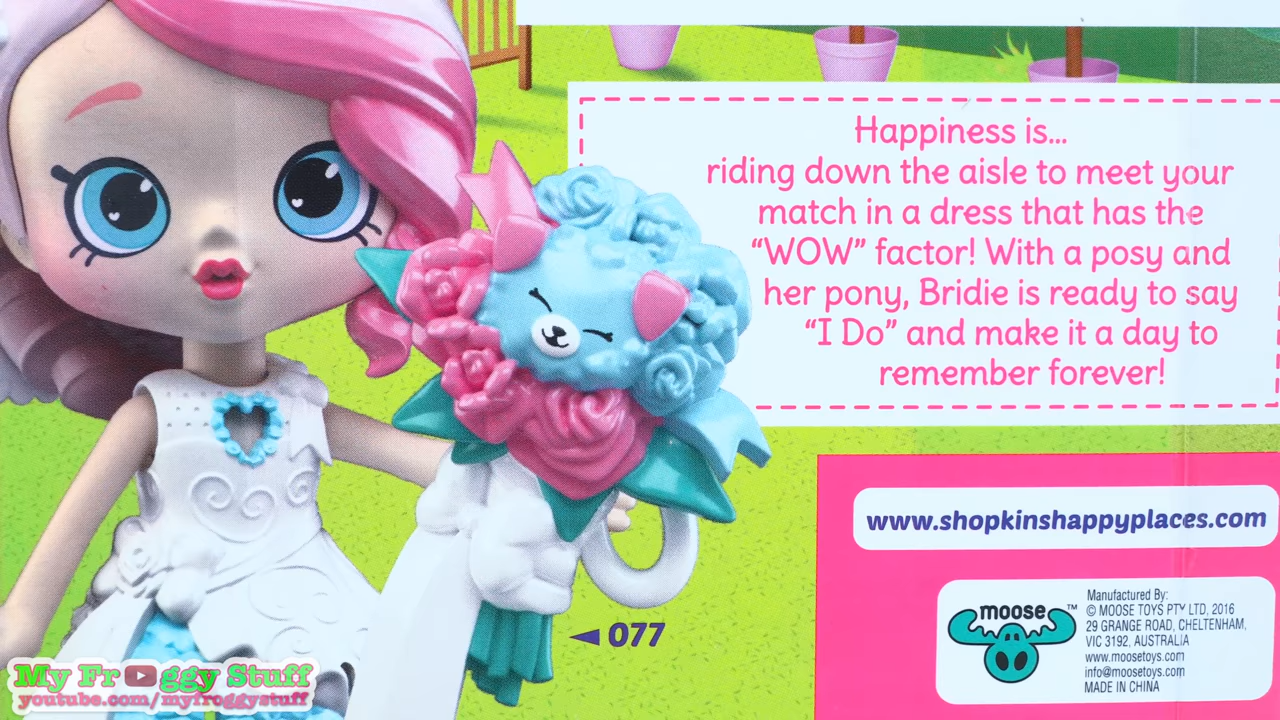 Happiness is...
riding down the aisle to meet your
match in a dress that has the
“WOW” factor! With a posy and
her pony, Bridie is ready to say
“I Do” and make it a day to
remember forever!
www.shopkinshappyplaces.com
moose™
Manufactured By:
© MOOSE TOYS PTY LTD, 2016
29 GRANGE ROAD, CHELTENHAM,
VIC 3192, AUSTRALIA
www.moosetoys.com
info@moosetoys.com
MADE IN CHINA
077
My Froggy Stuff
youtube.com/myfroggystuff